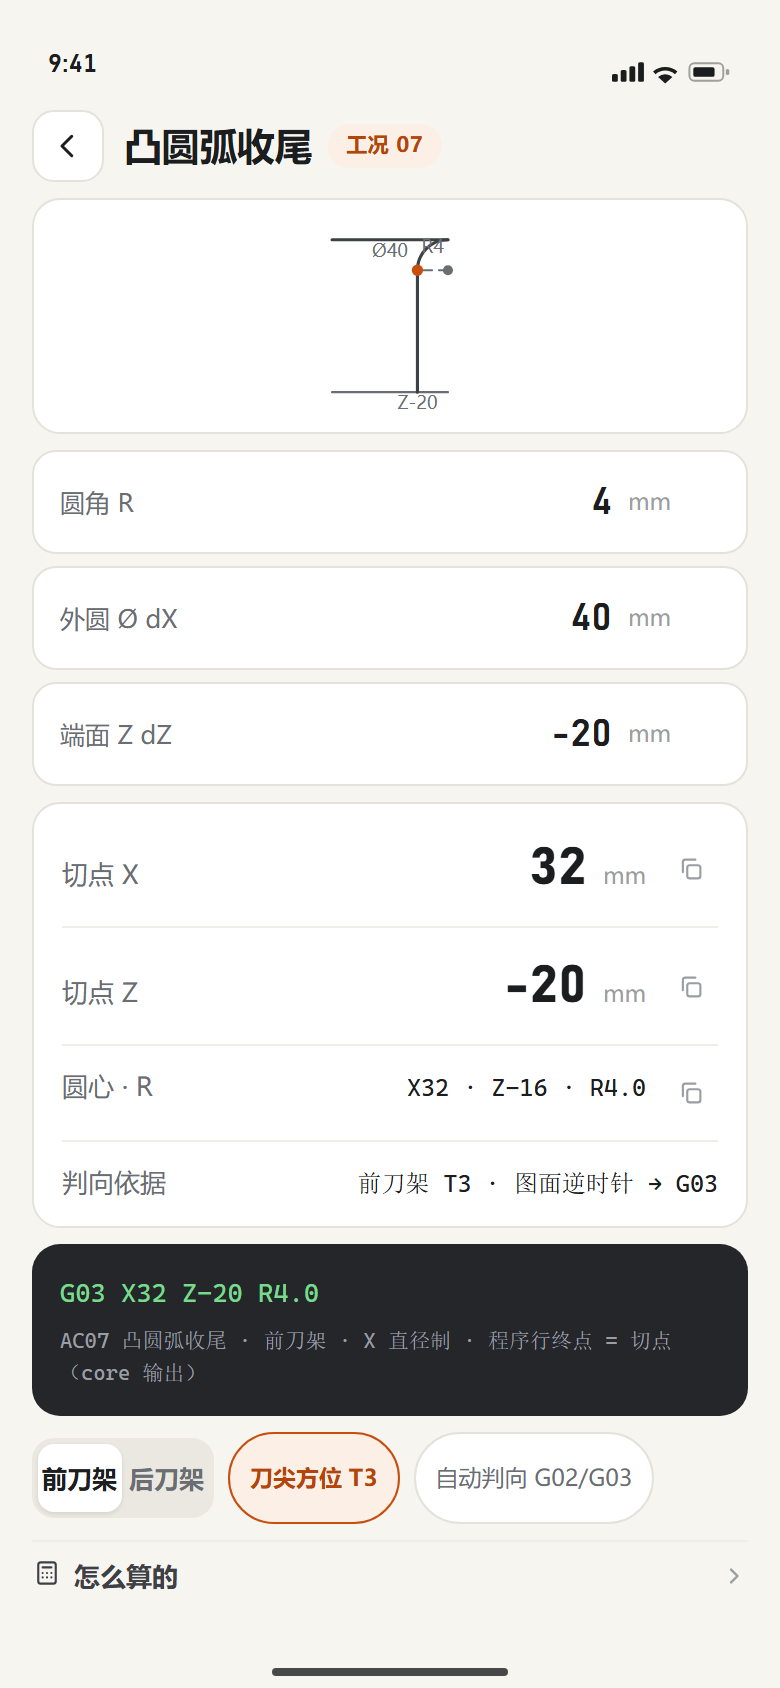 9:41
凸圆弧收尾 工况 07
Ø40 R4
Z-20
圆角 R 4 mm
外圆 Ø dX 40 mm
端面 Z dZ -20 mm
切点 X 32 mm
切点 Z -20 mm
圆心 · R X32 · Z-16 · R4.0
判向依据 前刀架 T3 · 图面逆时针 → G03
G03 X32 Z-20 R4.0
AC07 凸圆弧收尾 · 前刀架 · X 直径制 · 程序行终点 = 切点
（core 输出）
前刀架 后刀架 刀尖方位 T3 自动判向 G02/G03
怎么算的